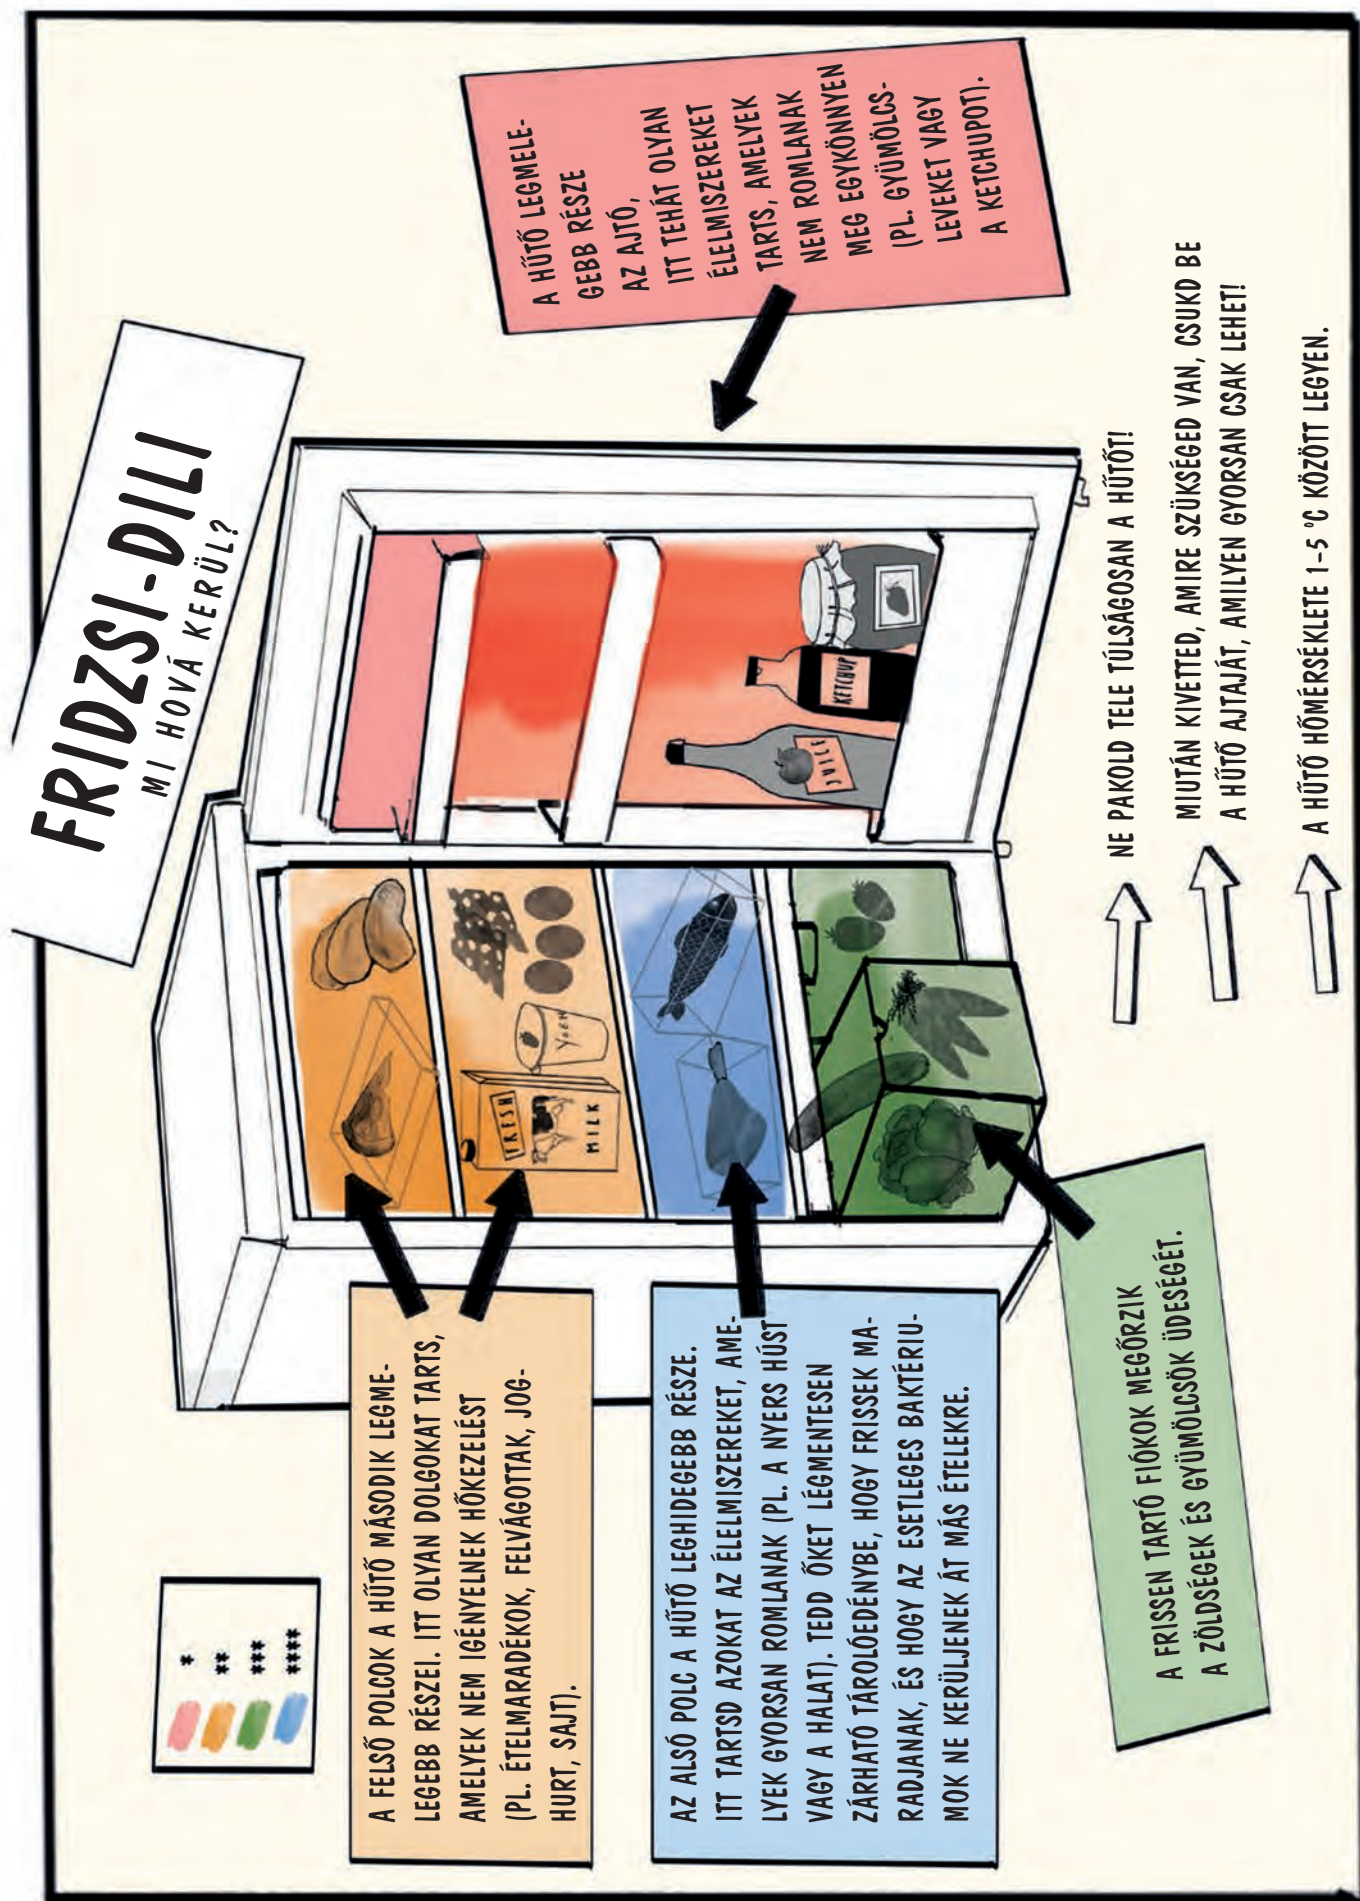 FRIDZSI-DILI
MI HOVÁ KERÜL?
*
**
***
****
A FELSŐ POLCOK A HŰTŐ MÁSODIK LEGME-
LEGEBB RÉSZEI. ITT OLYAN DOLGOKAT TARTS,
AMELYEK NEM IGÉNYELNEK HŐKEZELÉST
(PL. ÉTELMARADÉKOK, FELVÁGOTTAK, JOG-
HURT, SAJT).
AZ ALSÓ POLC A HŰTŐ LEGHIDEGEBB RÉSZE.
ITT TARTSD AZOKAT AZ ÉLELMISZEREKET, AME-
LYEK GYORSAN ROMLANAK (PL. A NYERS HÚST
VAGY A HALAT). TEDD ŐKET LÉGMENTESEN
ZÁRHATÓ TÁROLÓEDÉNYBE, HOGY FRISSEK MA-
RADJANAK, ÉS HOGY AZ ESETLEGES BAKTÉRIU-
MOK NE KERÜLJENEK ÁT MÁS ÉTELEKRE.
A FRISSEN TARTÓ FIÓKOK MEGŐRZIK
A ZÖLDSÉGEK ÉS GYÜMÖLCSÖK ÜDESÉGÉT.
FRESH
MILK
JUICE
KETCHUP
A HŰTŐ LEGMELE-
GEBB RÉSZE
AZ AJTÓ,
ITT TEHÁT OLYAN
ÉLELMISZEREKET
TARTS, AMELYEK
NEM ROMLANAK
MEG EGYKÖNNYEN
(PL. GYÜMÖLCS-
LEVEKET VAGY
A KETCHUPOT).
NE PAKOLD TELE TÚLSÁGOSAN A HŰTŐT!
MIUTÁN KIVETTED, AMIRE SZÜKSÉGED VAN, CSUKD BE
A HŰTŐ AJTAJÁT, AMILYEN GYORSAN CSAK LEHET!
A HŰTŐ HŐMÉRSÉKLETE 1-5 °C KÖZÖTT LEGYEN.